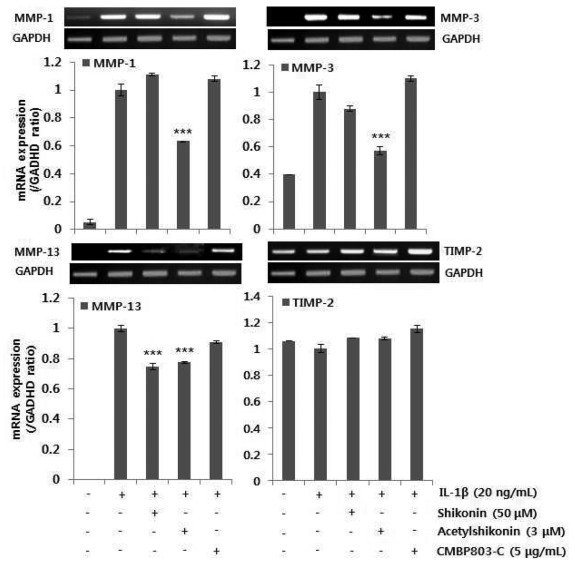 MMP-1
GAPDH
MMP-3
GAPDH
mRNA expression
(/GADHD ratio)
1.2
1
0.8
0.6
0.4
0.2
0
MMP-1
***
1.2
1
0.8
0.6
0.4
0.2
0
MMP-3
***
MMP-13
GAPDH
TIMP-2
GAPDH
mRNA expression
(/GADHD ratio)
1.2
1
0.8
0.6
0.4
0.2
0
MMP-13
*** ***
1.4
1.2
1
0.8
0.6
0.4
0.2
0
TIMP-2
- + + + + - + + + + IL-1β (20 ng/mL)
- - + - - - - + - - Shikonin (50 μM)
- - - + - - - - + - Acetylshikonin (3 μM)
- - - - + - - - - + CMBP803-C (5 μg/mL)